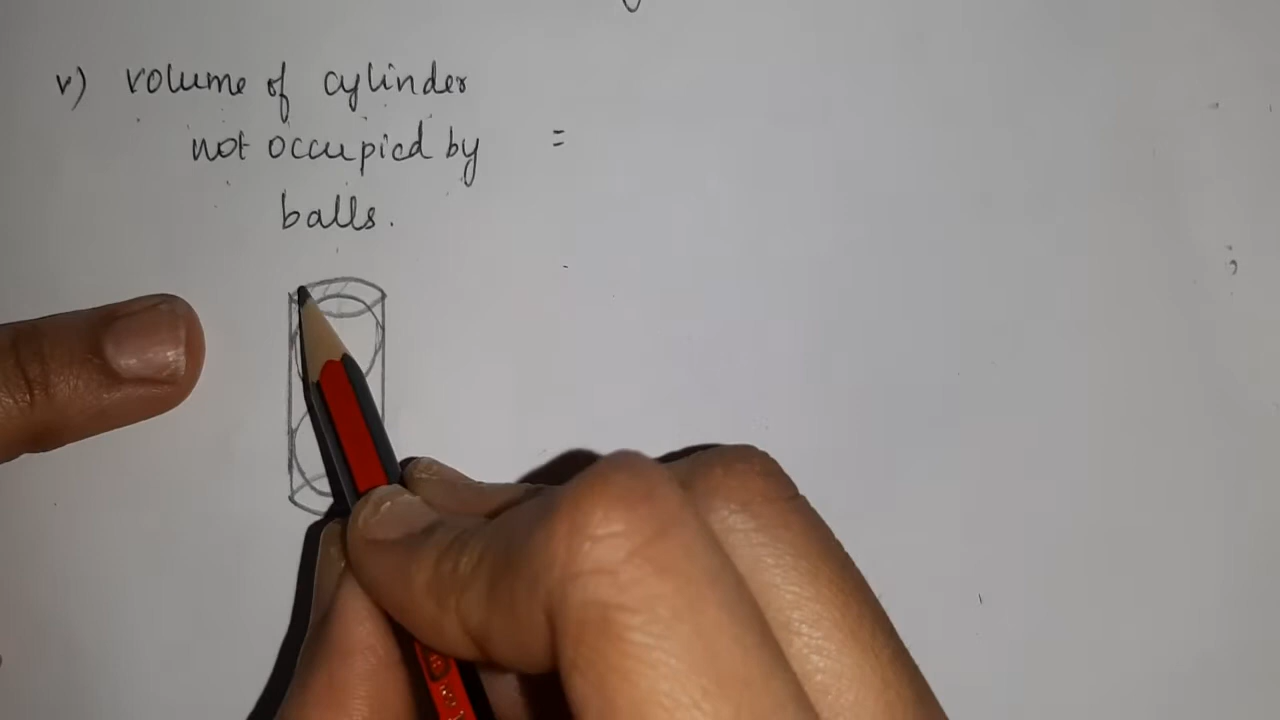 v) volume of cylinder
not occupied by =
balls.